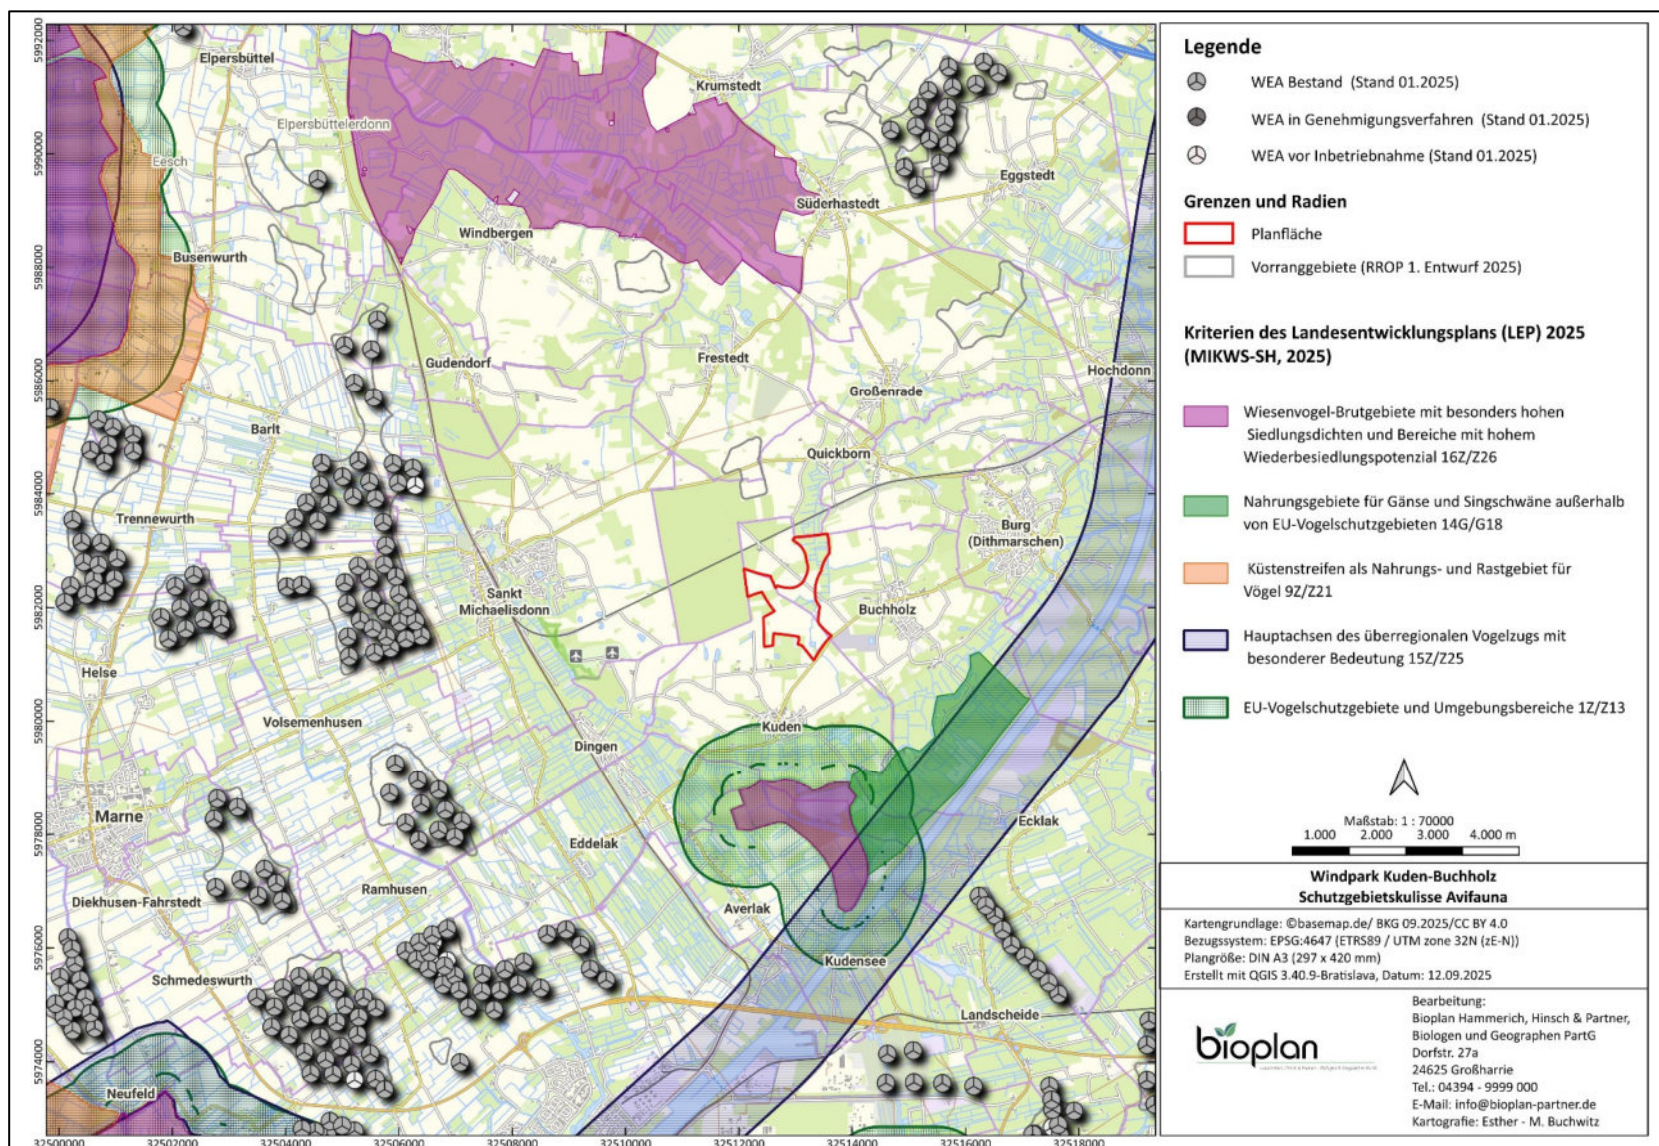 Elpersbüttel
Krumstedt
Elpersbüttelerdonn
Eesch
Eggstedt
Süderhastedt
Windbergen
Busenwurth
Gudendorf
Frestedt
Hochdonn
Großenrade
Barlt
Quickborn
Trennewurth
Burg
(Dithmarschen)
Sankt
Michaelisdonn
Buchholz
Helse
Volsemenhusen
Kuden
Dingen
Marne
Ecklak
Eddelak
Ramhusen
Diekhusen-Fahrstedt
Averlak
Kudensee
Schmedeswurth
Landscheide
Neufeld
5992000
5990000
5988000
5986000
5984000
5982000
5980000
5978000
5976000
5974000
32500000
32502000
32504000
32506000
32508000
32510000
32512000
32514000
32516000
32518000
Legende
WEA Bestand (Stand 01.2025)
WEA in Genehmigungsverfahren (Stand 01.2025)
WEA vor Inbetriebnahme (Stand 01.2025)
Grenzen und Radien
Planfläche
Vorranggebiete (RROP 1. Entwurf 2025)
Kriterien des Landesentwicklungsplans (LEP) 2025
(MIKWS-SH, 2025)
Wiesenvogel-Brutgebiete mit besonders hohen
Siedlungsdichten und Bereiche mit hohem
Wiederbesiedlungspotenzial 16Z/Z26
Nahrungsgebiete für Gänse und Singschwäne außerhalb
von EU-Vogelschutzgebieten 14G/G18
Küstenstreifen als Nahrungs- und Rastgebiet für
Vögel 9Z/Z21
Hauptachsen des überregionalen Vogelzugs mit
besonderer Bedeutung 15Z/Z25
EU-Vogelschutzgebiete und Umgebungsbereiche 1Z/Z13
Maßstab: 1 : 70000
1.000 2.000 3.000 4.000 m
Windpark Kuden-Buchholz
Schutzgebietskulisse Avifauna
Kartengrundlage: ©basemap.de/ BKG 09.2025/CC BY 4.0
Bezugssystem: EPSG:4647 (ETRS89 / UTM zone 32N (zE-N))
Plangröße: DIN A3 (297 x 420 mm)
Erstellt mit QGIS 3.40.9-Bratislava, Datum: 12.09.2025
bioplan
Bearbeitung:
Bioplan Hammerich, Hinsch & Partner,
Biologen und Geographen PartG
Dorfstr. 27a
24625 Großharrie
Tel.: 04394 - 9999 000
E-Mail: info@bioplan-partner.de
Kartografie: Esther - M. Buchwitz